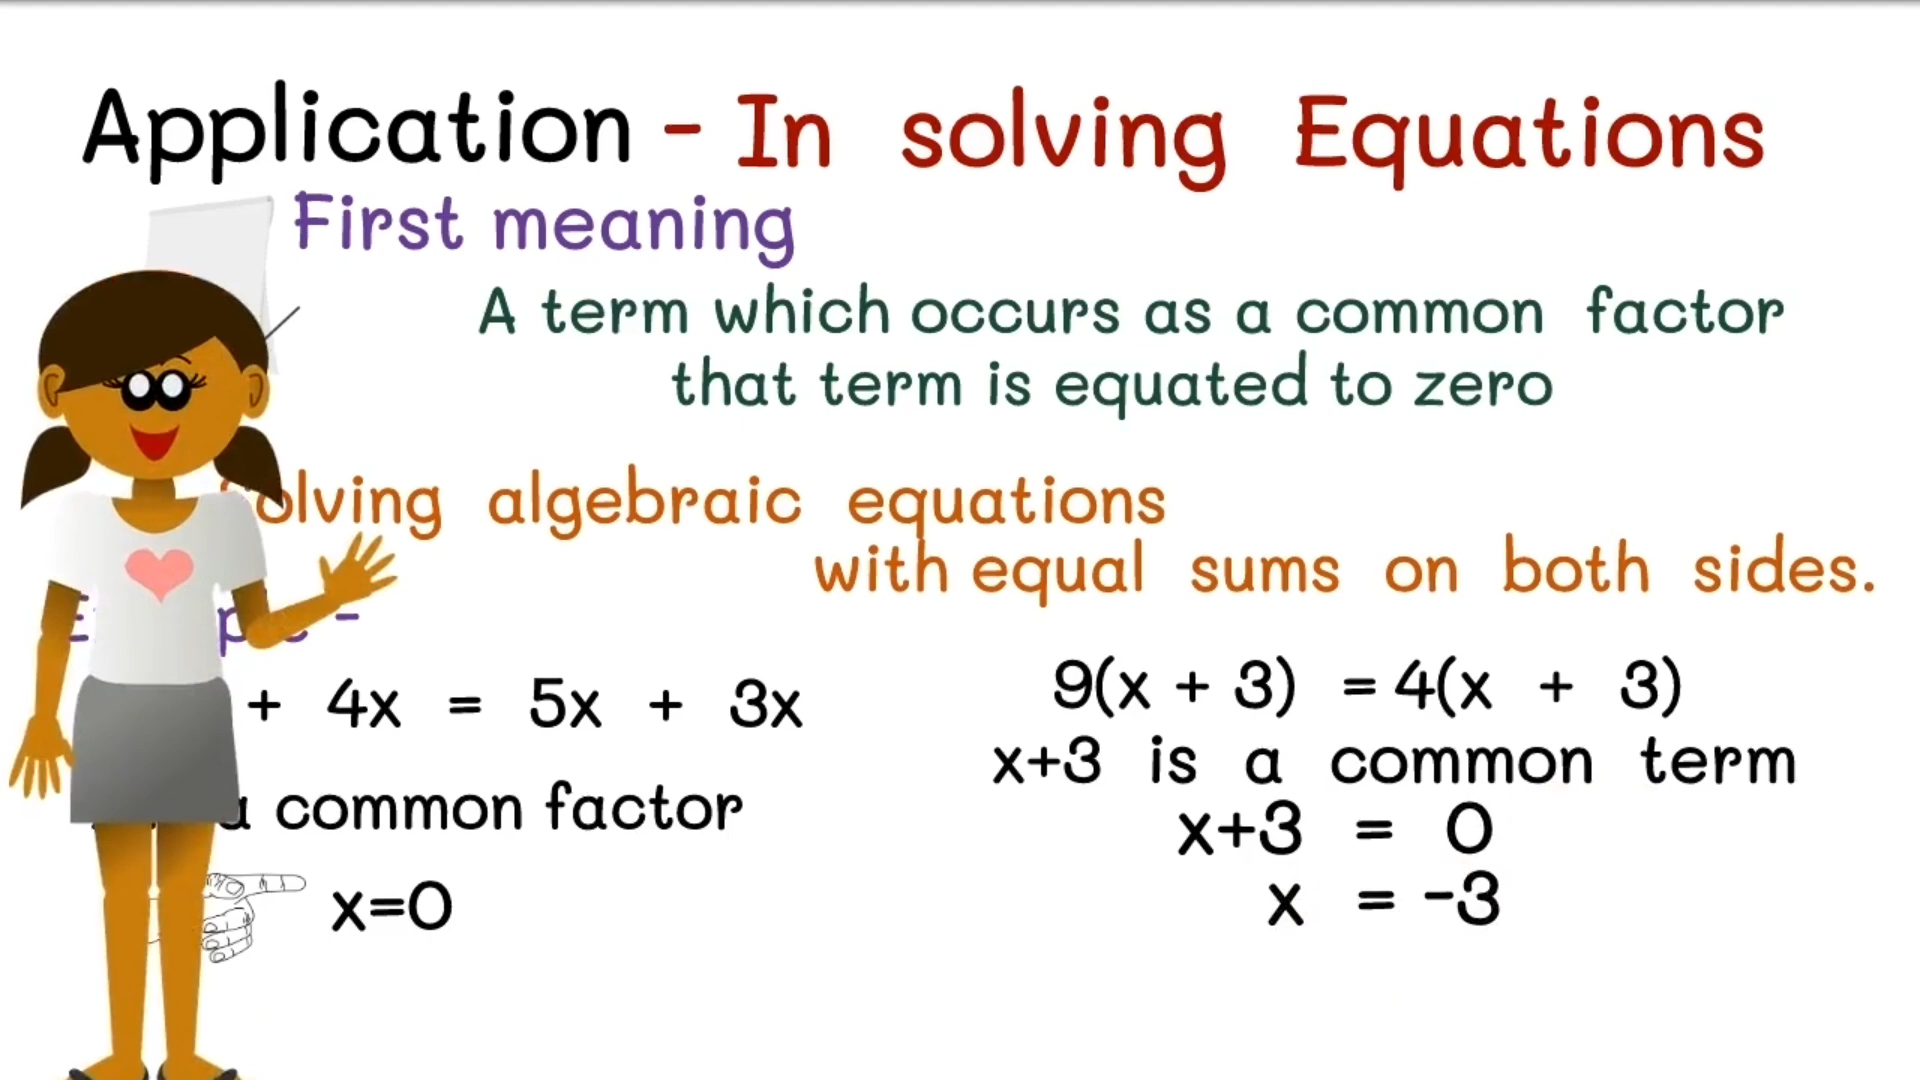 Application - In solving Equations
First meaning
A term which occurs as a common factor
that term is equated to zero
Solving algebraic equations
with equal sums on both sides.
-
+ 4x = 5x + 3x
a common factor
x=0
9(x + 3) = 4(x + 3)
x+3 is a common term
x+3 = 0
x = -3